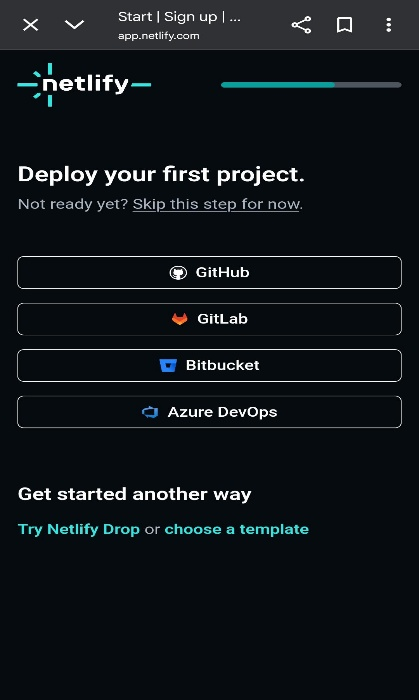 Start | Sign up | ...
app.netlify.com
netlify
Deploy your first project.
Not ready yet? Skip this step for now.
GitHub
GitLab
Bitbucket
Azure DevOps
Get started another way
Try Netlify Drop or choose a template